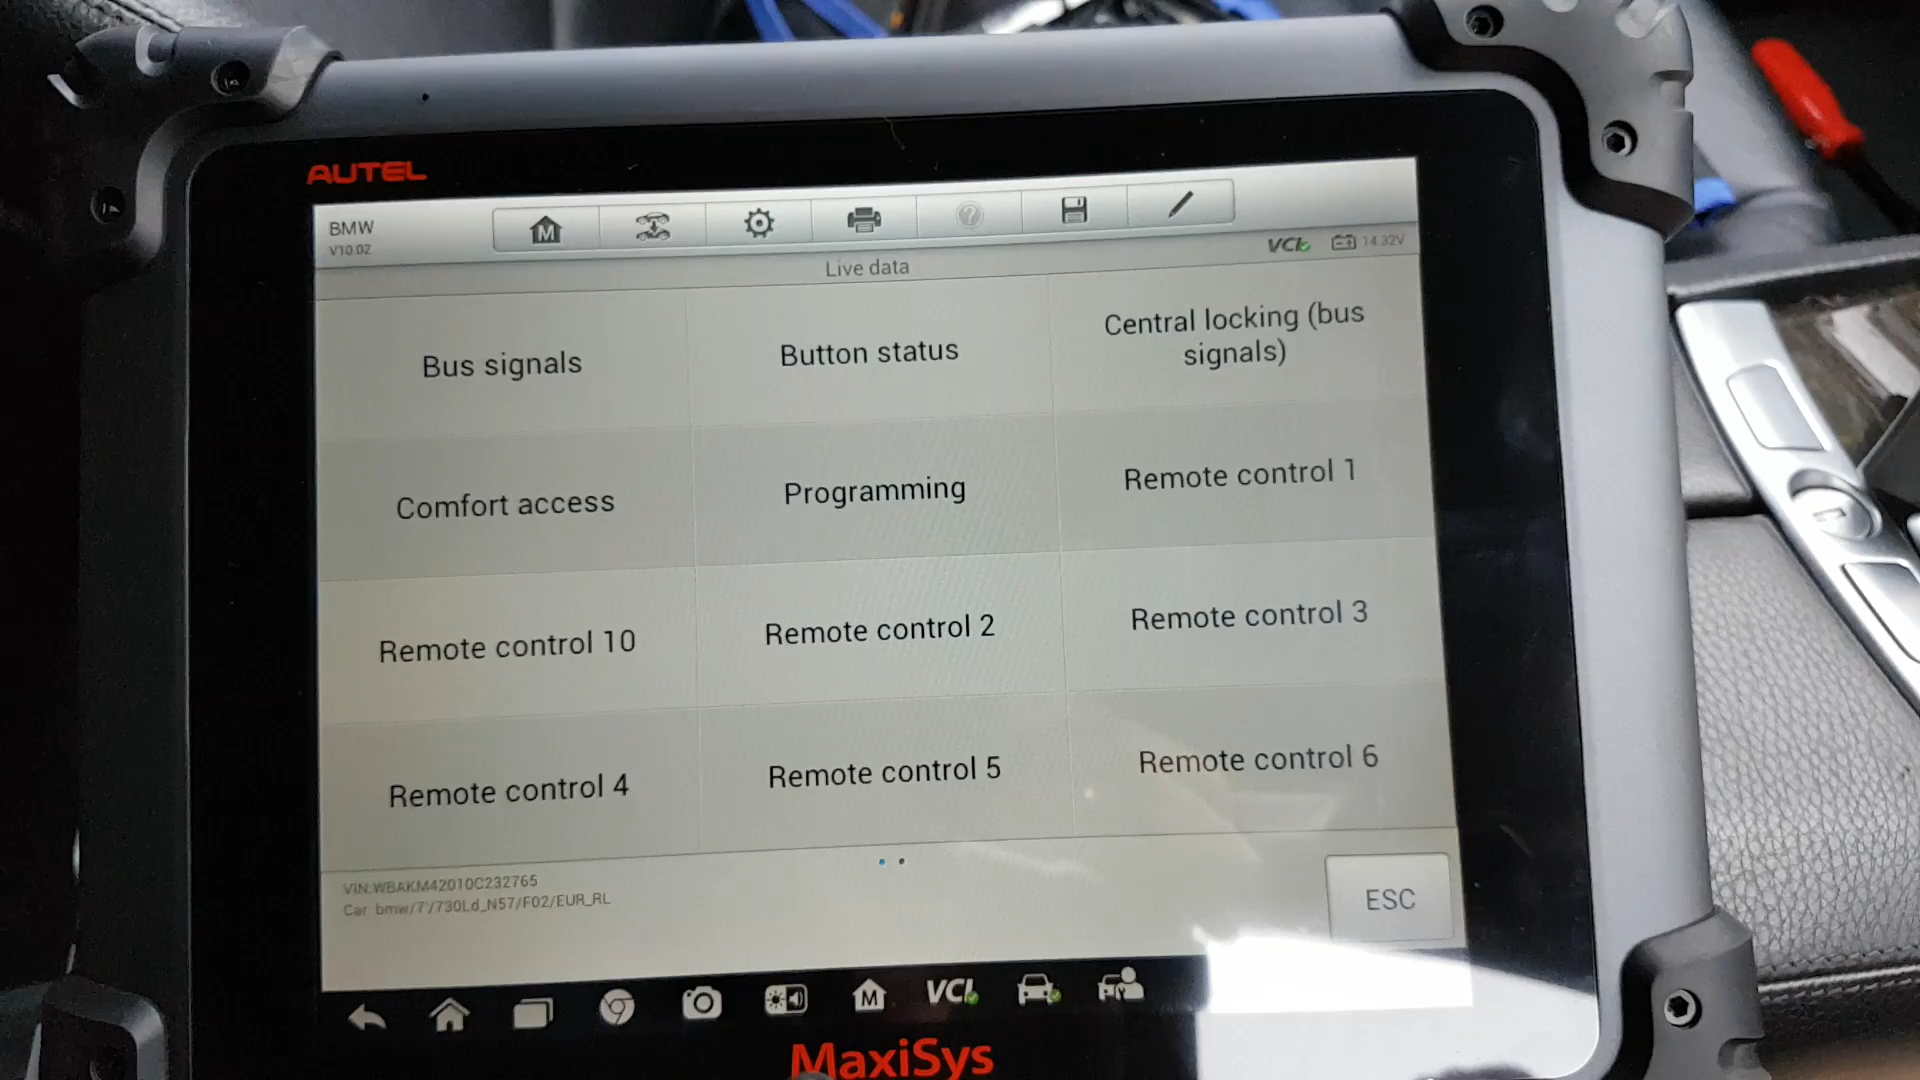 AUTEL
BMW
V10.02
M
?
VCI
14.32V
Live data
Bus signals
Button status
Central locking (bus
signals)
Comfort access
Programming
Remote control 1
Remote control 10
Remote control 2
Remote control 3
Remote control 4
Remote control 5
Remote control 6
VIN:WBAKM42010C232765
Car: bmw/7'/730Ld_N57/F02/EUR_RL
ESC
M
VCI
MaxiSys